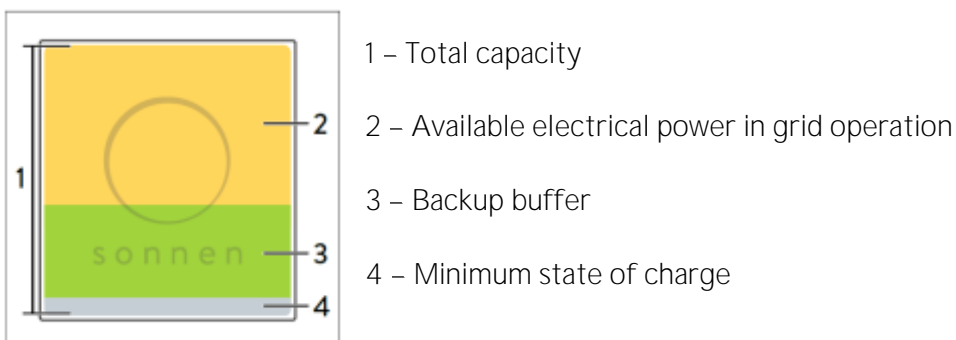 1 – Total capacity
2
2 – Available electrical power in grid operation
1
3 – Backup buffer
sonnen
3
4 – Minimum state of charge
4